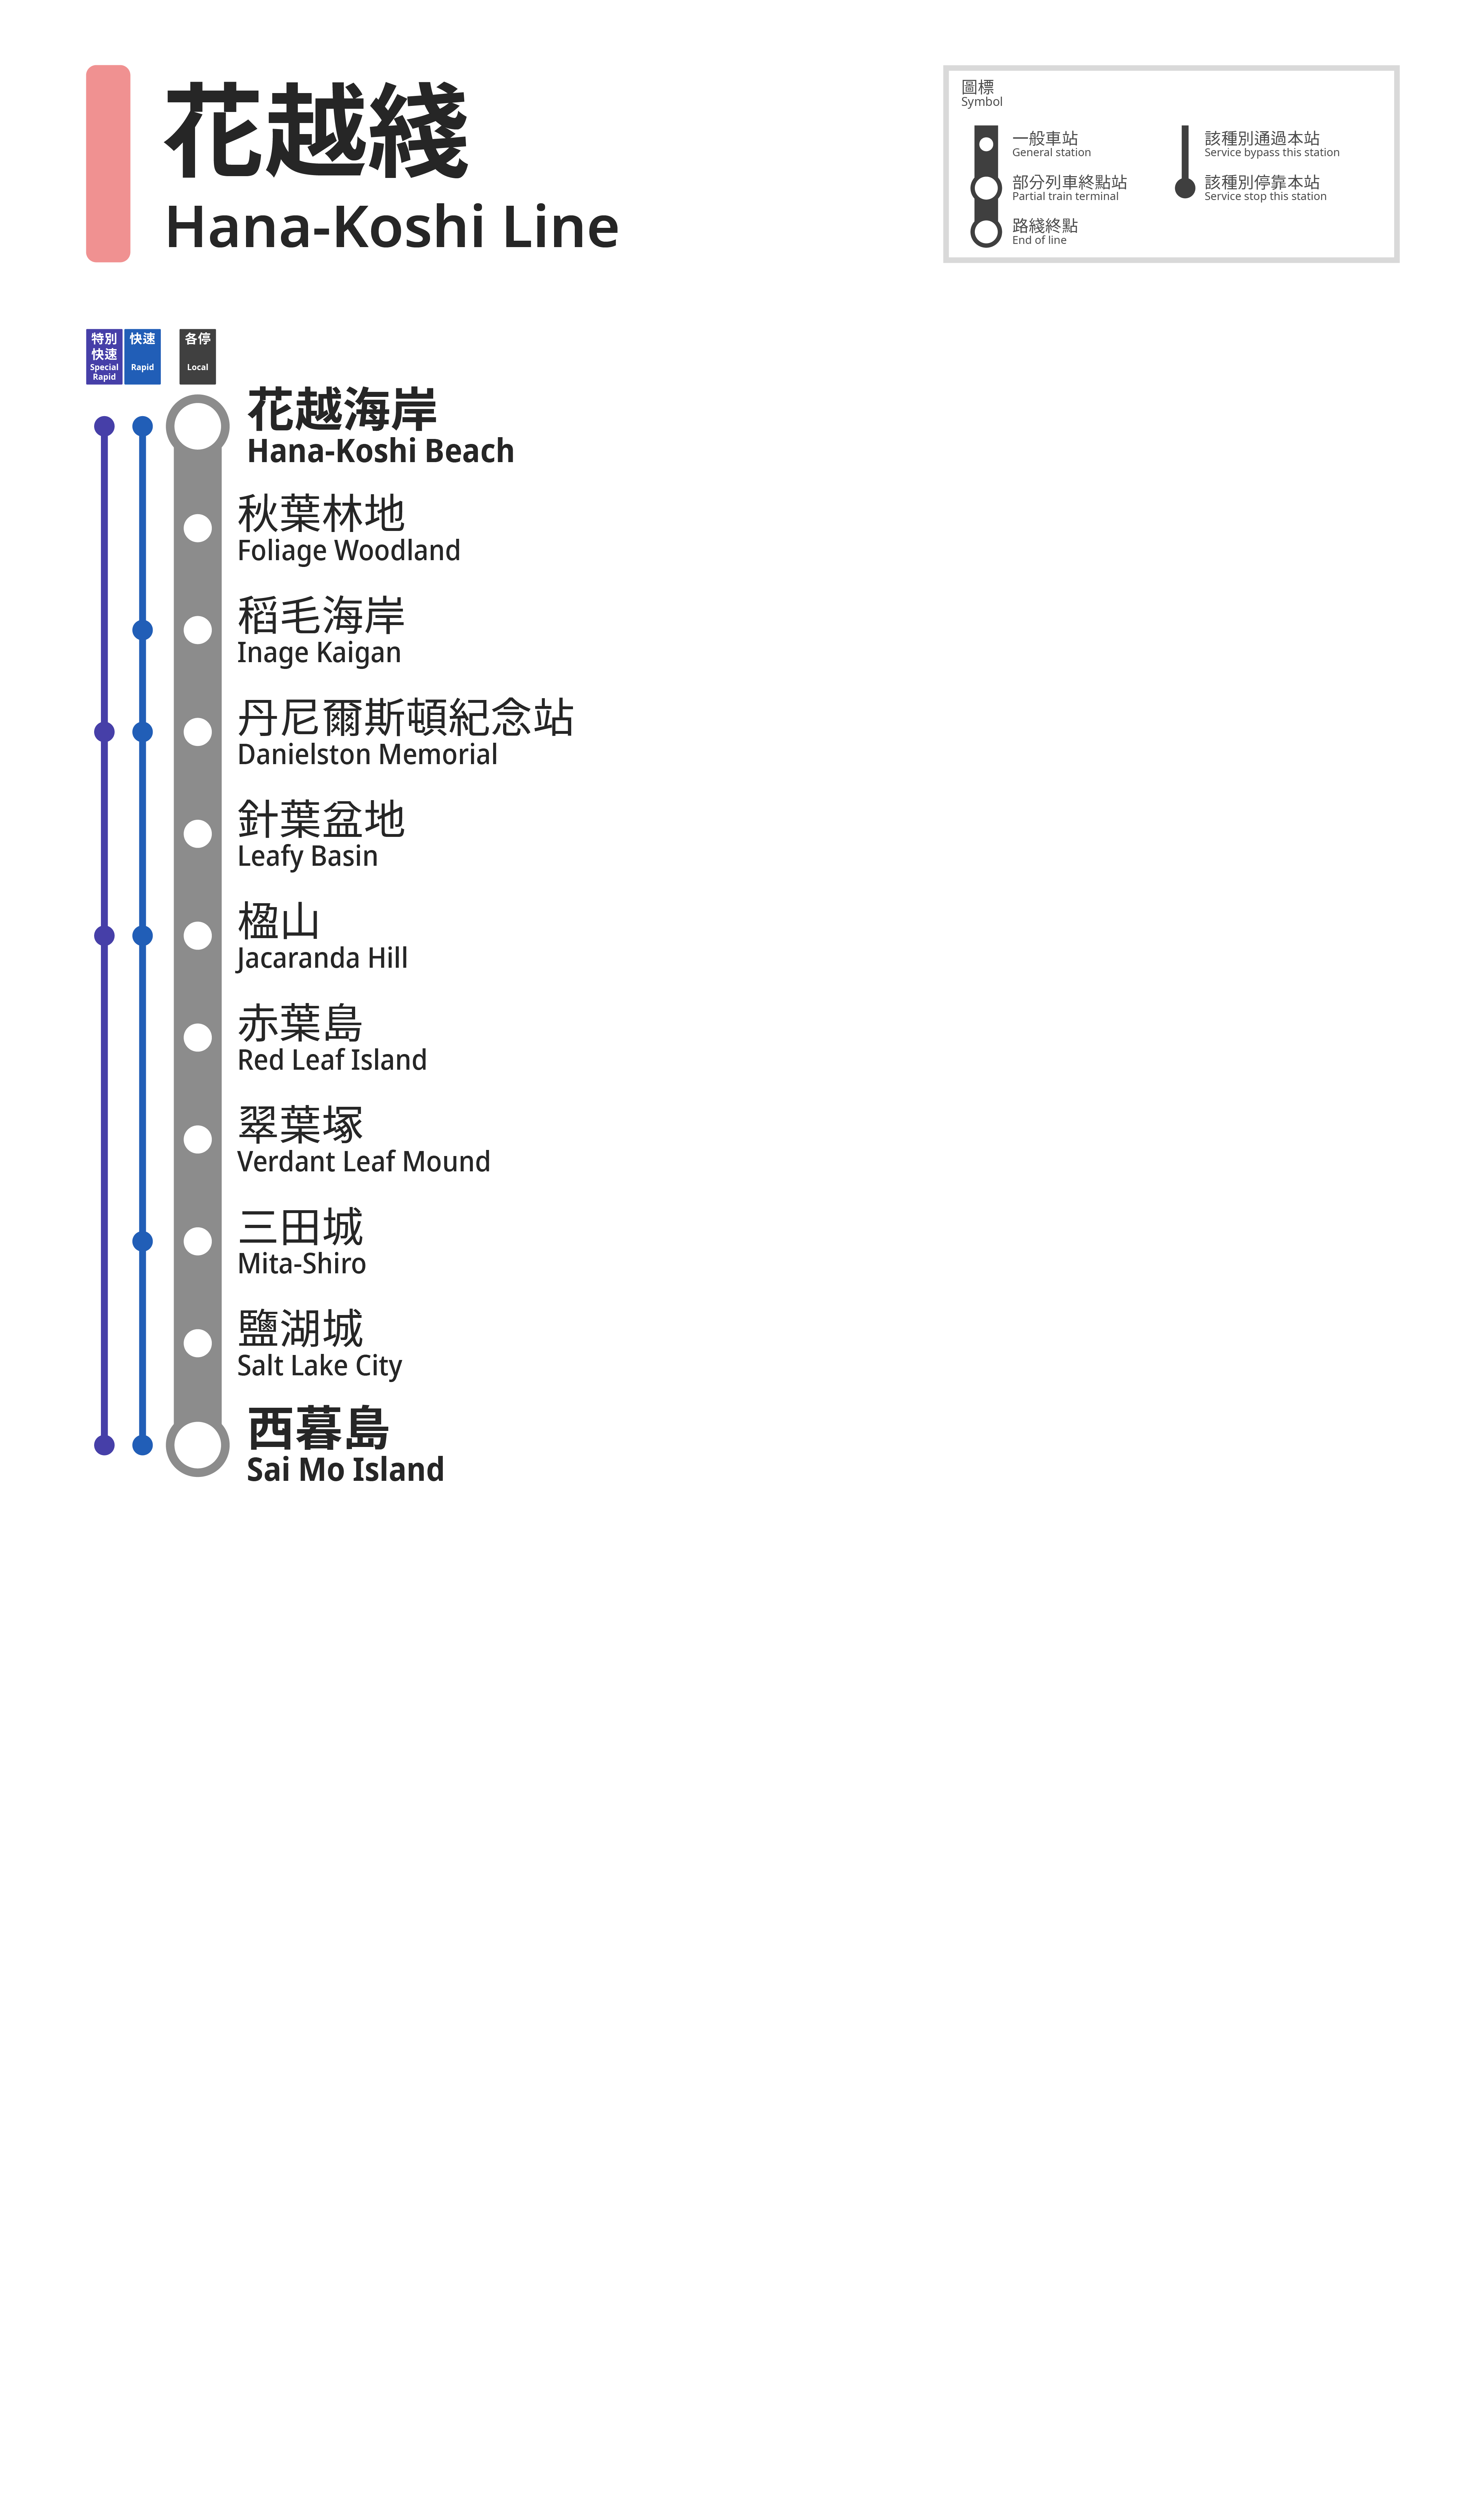 花越綫
Hana-Koshi Line
圖標
Symbol
一般車站
General station
部分列車終點站
Partial train terminal
路綫終點
End of line
該種別通過本站
Service bypass this station
該種別停靠本站
Service stop this station
特別
快速
Special
Rapid
快速
Rapid
各停
Local
花越海岸
Hana-Koshi Beach
秋葉林地
Foliage Woodland
稻毛海岸
Inage Kaigan
丹尼爾斯頓紀念站
Danielston Memorial
針葉盆地
Leafy Basin
楹山
Jacaranda Hill
赤葉島
Red Leaf Island
翠葉塚
Verdant Leaf Mound
三田城
Mita-Shiro
鹽湖城
Salt Lake City
西暮島
Sai Mo Island